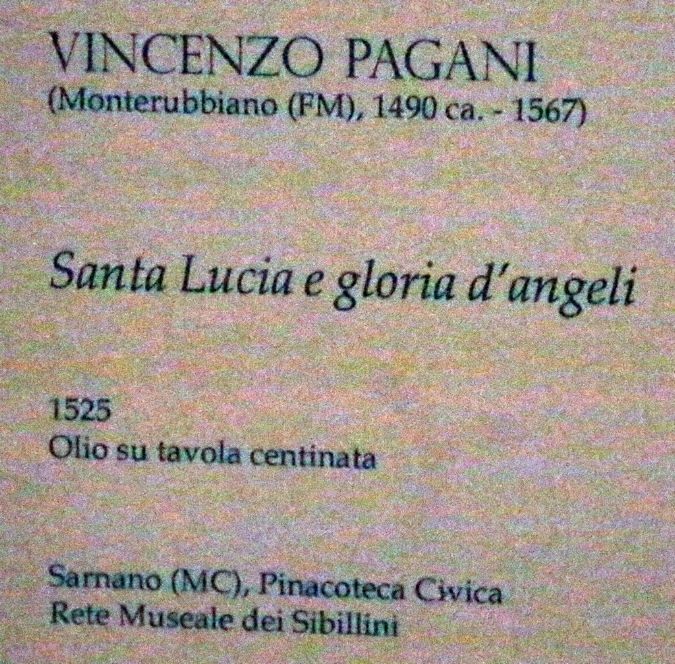 VINCENZO PAGANI
(Monterubbiano (FM), 1490 ca. - 1567)
Santa Lucia e gloria d'angeli
1525
Olio su tavola centinata
Sarnano (MC), Pinacoteca Civica
Rete Museale dei Sibillini